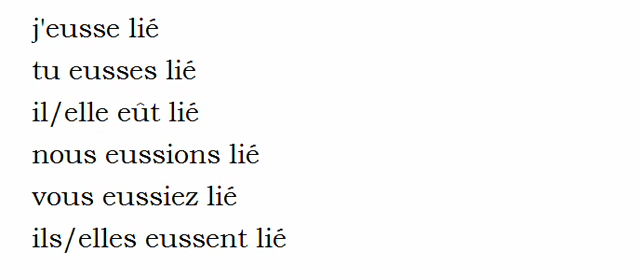 j'eusse lié
tu eusses lié
il/elle eût lié
nous eussions lié
vous eussiez lié
ils/elles eussent lié